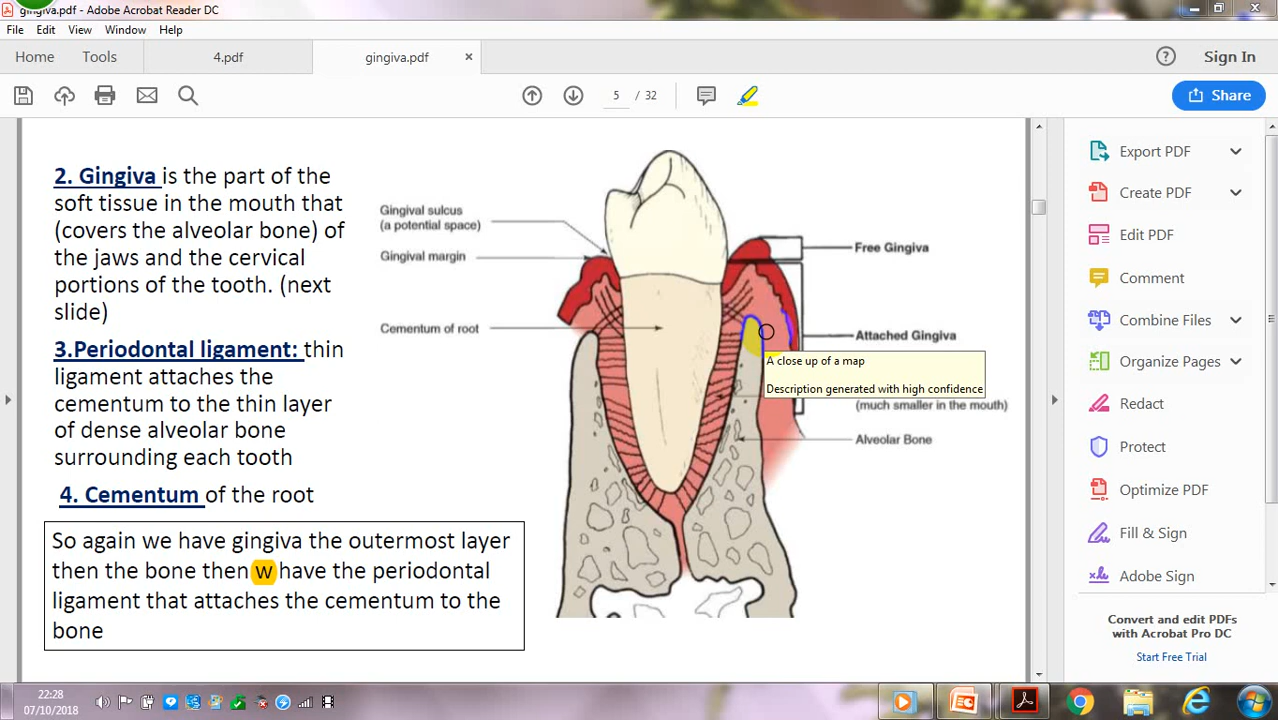 gingiva.pdf - Adobe Acrobat Reader DC
File Edit View Window Help
Home Tools 4.pdf gingiva.pdf × Sign In
5 / 32 Share
2. Gingiva is the part of the
soft tissue in the mouth that
(covers the alveolar bone) of
the jaws and the cervical
portions of the tooth. (next
slide)
3.Periodontal ligament: thin
ligament attaches the
cementum to the thin layer
of dense alveolar bone
surrounding each tooth
4. Cementum of the root
So again we have gingiva the outermost layer
then the bone then w have the periodontal
ligament that attaches the cementum to the
bone
Gingival sulcus
(a potential space)
Gingival margin
Cementum of root
Free Gingiva
Attached Gingiva
A close up of a map
Description generated with high confidence
(much smaller in the mouth)
Alveolar Bone
Export PDF
Create PDF
Edit PDF
Comment
Combine Files
Organize Pages
Redact
Protect
Optimize PDF
Fill & Sign
Adobe Sign
Convert and edit PDFs
with Acrobat Pro DC
Start Free Trial
22:28
07/10/2018